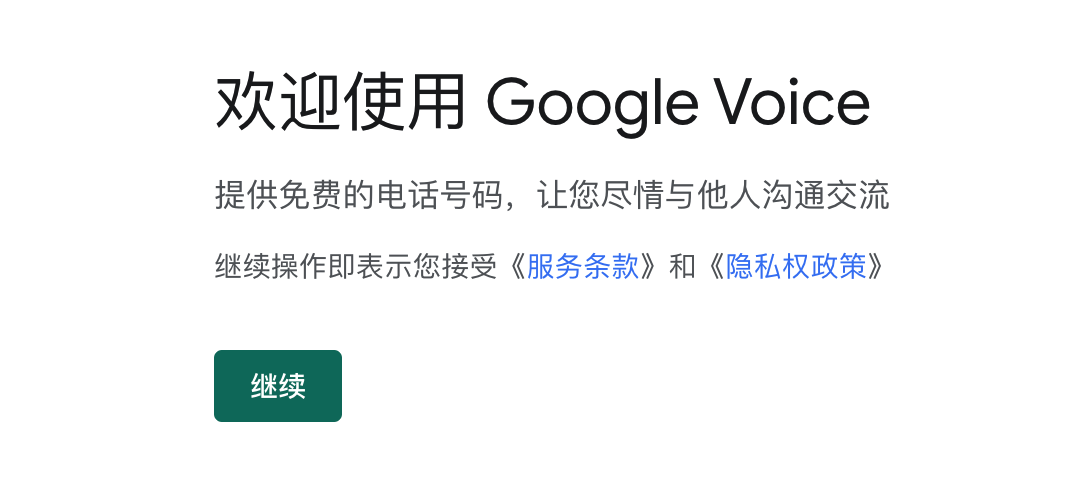 欢迎使用 Google Voice
提供免费的电话号码，让您尽情与他人沟通交流
继续操作即表示您接受《服务条款》和《隐私权政策》
继续